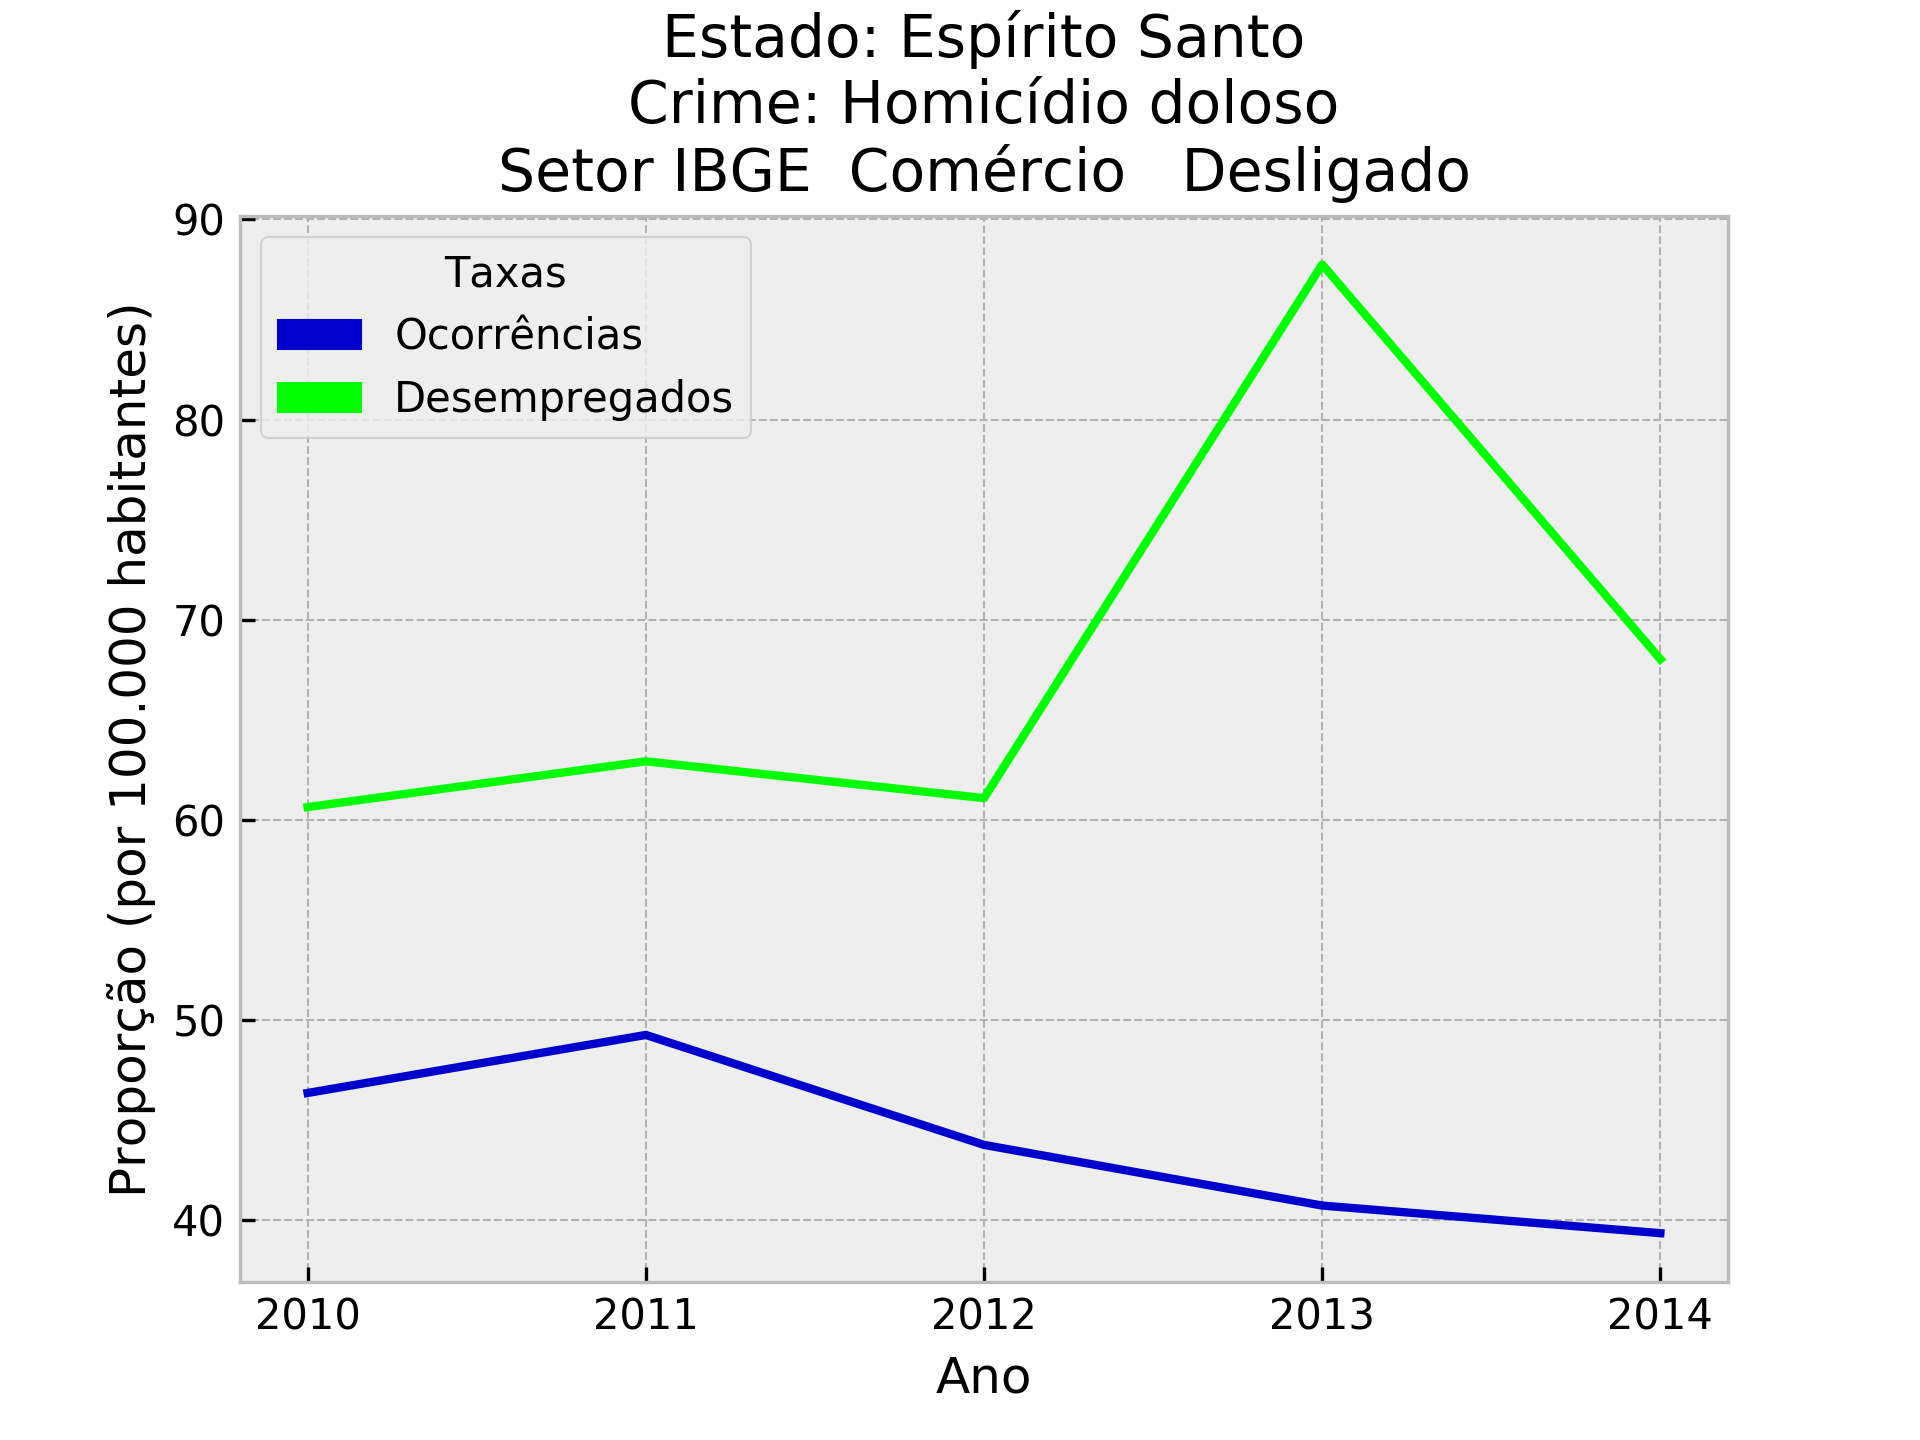 Estado: Espírito Santo
Crime: Homicídio doloso
Setor IBGE  Comércio   Desligado
90
80
70
60
50
40
Proporção (por 100.000 habitantes)
Taxas
Ocorrências
Desempregados
2010 2011 2012 2013 2014
Ano